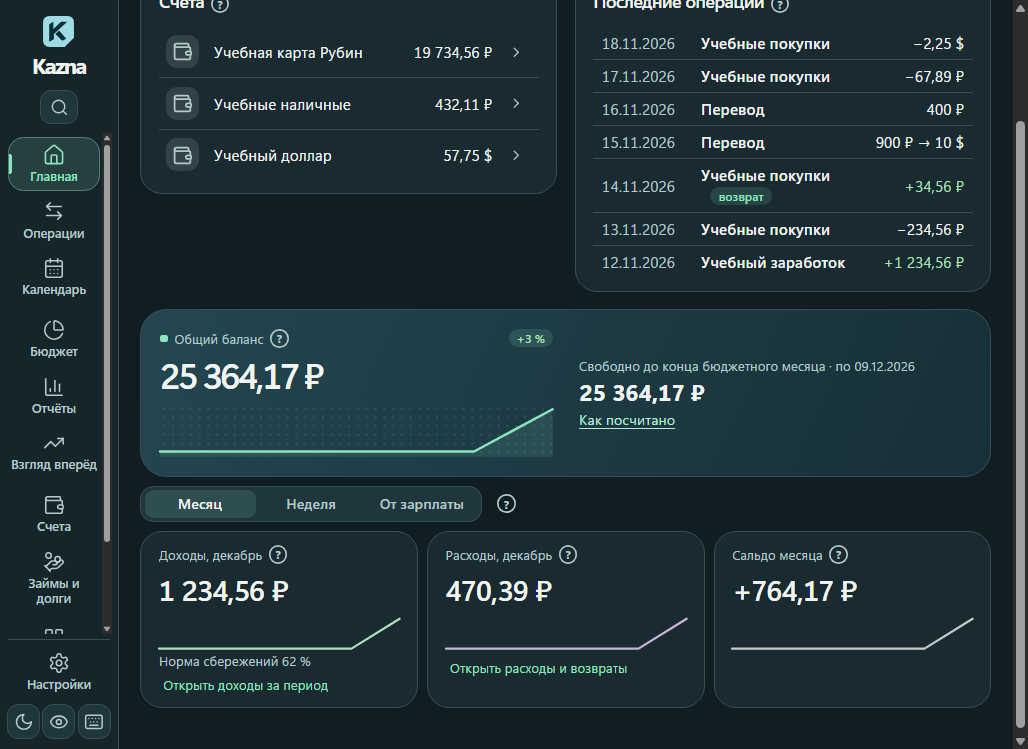 Kazna
Главная
Операции
Календарь
Бюджет
Отчёты
Взгляд вперёд
Счета
Займы и
долги
Настройки
Счета ?
Учебная карта Рубин 19 734,56 ₽
Учебные наличные 432,11 ₽
Учебный доллар 57,75 $
Последние операции ?
18.11.2026 Учебные покупки −2,25 $
17.11.2026 Учебные покупки −67,89 ₽
16.11.2026 Перевод 400 ₽
15.11.2026 Перевод 900 ₽ → 10 $
14.11.2026 Учебные покупки +34,56 ₽
возврат
13.11.2026 Учебные покупки −234,56 ₽
12.11.2026 Учебный заработок +1 234,56 ₽
Общий баланс ? +3 %
25 364,17 ₽
Свободно до конца бюджетного месяца · по 09.12.2026
25 364,17 ₽
Как посчитано
Месяц Неделя От зарплаты ?
Доходы, декабрь ?
1 234,56 ₽
Норма сбережений 62 %
Открыть доходы за период
Расходы, декабрь ?
470,39 ₽
Открыть расходы и возвраты
Сальдо месяца ?
+764,17 ₽